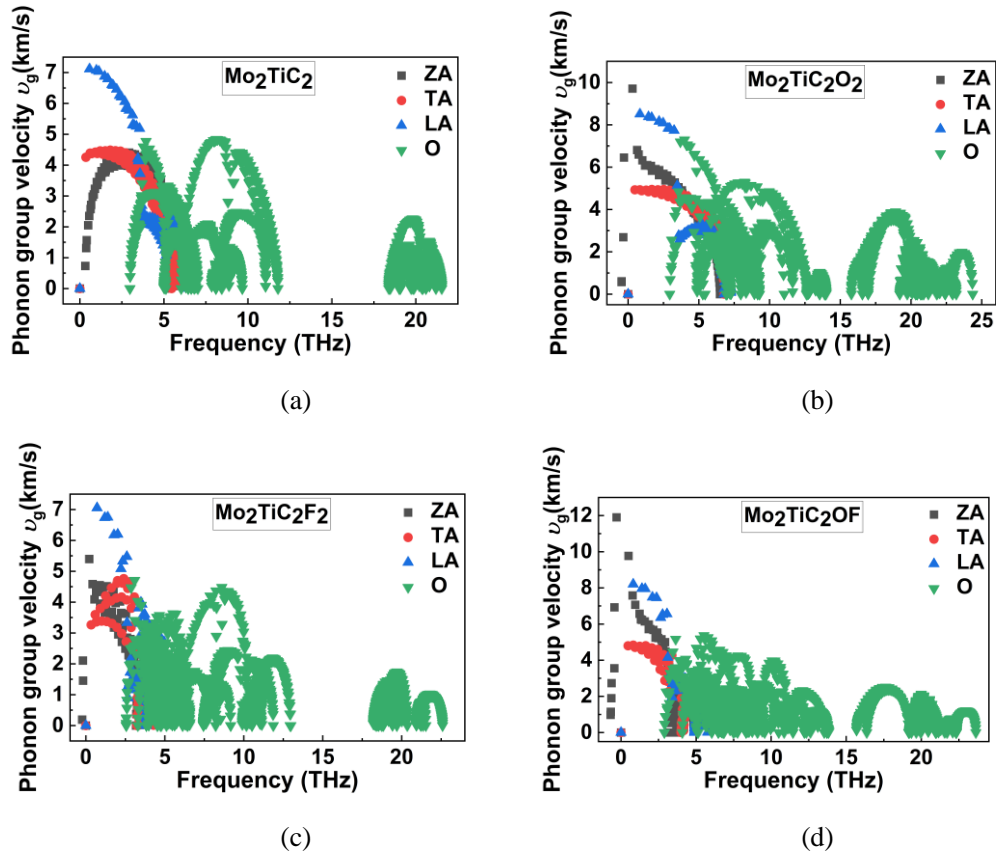 Phonon group velocity υg(km/s)
7
6
5
4
3
2
1
0
Mo2TiC2
ZA
TA
LA
O
0 5 10 15 20
Frequency (THz)
(a)
Phonon group velocity υg(km/s)
10
8
6
4
2
0
Mo2TiC2O2
ZA
TA
LA
O
0 5 10 15 20 25
Frequency (THz)
(b)
Phonon group velocity υg(km/s)
7
6
5
4
3
2
1
0
Mo2TiC2F2
ZA
TA
LA
O
0 5 10 15 20
Frequency (THz)
(c)
Phonon group velocity υg(km/s)
12
10
8
6
4
2
0
Mo2TiC2OF
ZA
TA
LA
O
0 5 10 15 20
Frequency (THz)
(d)